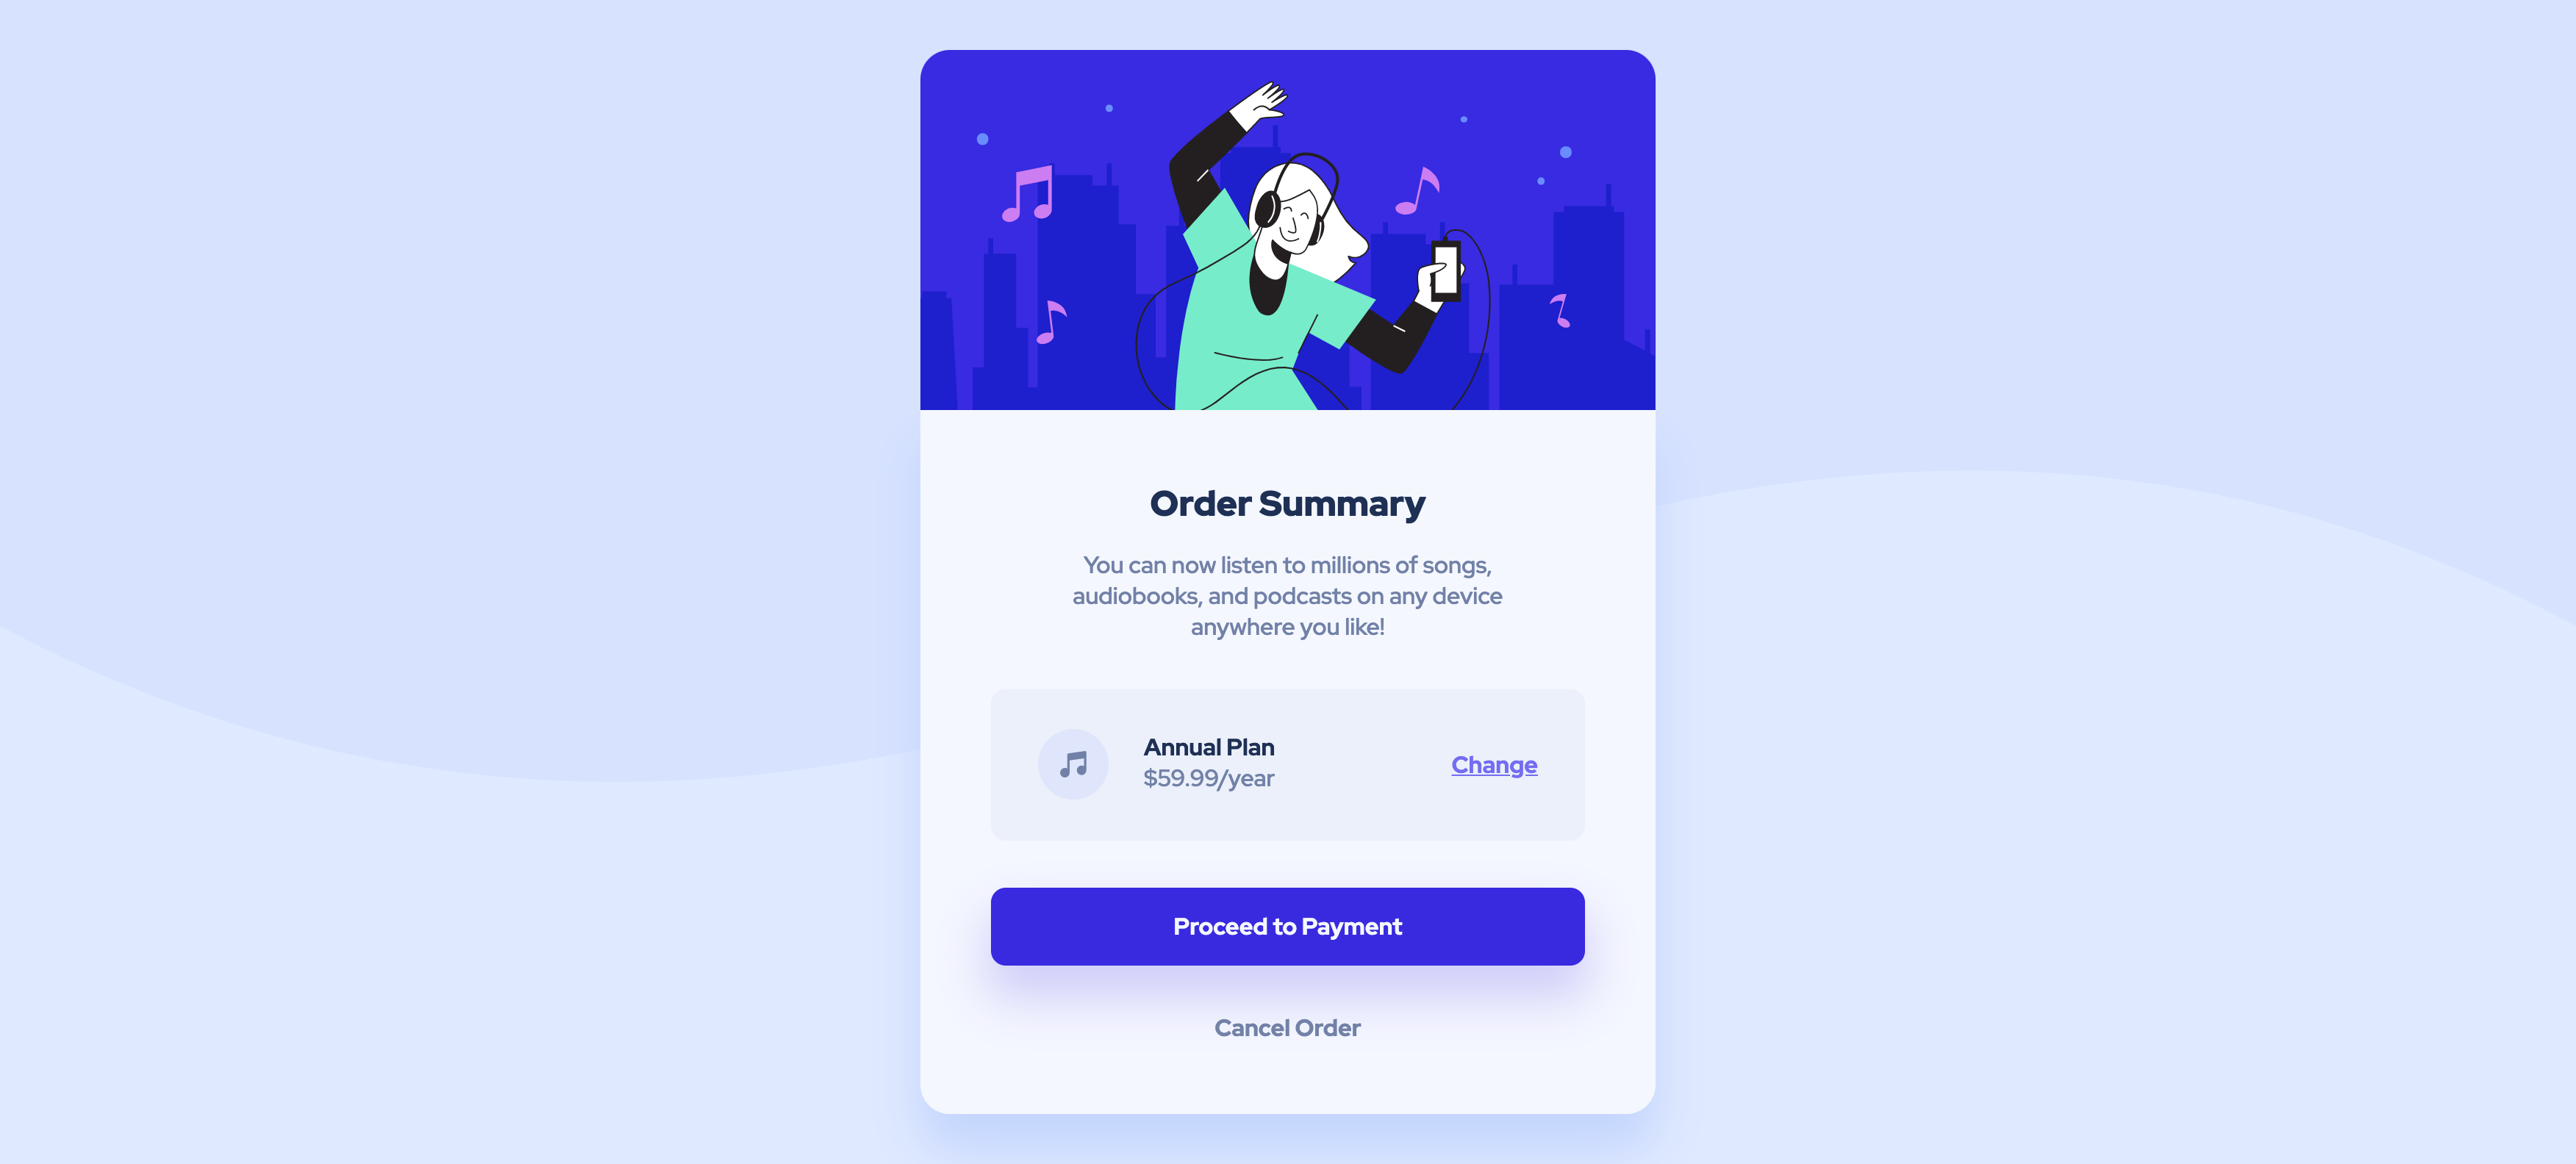 Order Summary
You can now listen to millions of songs,
audiobooks, and podcasts on any device
anywhere you like!
Annual Plan
$59.99/year
Change
Proceed to Payment
Cancel Order